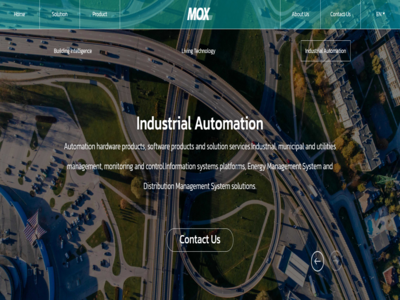 Home Solution Product MOX About Us Contact Us EN
Building Intelligence Living Technology Industrial Automation
Industrial Automation
Automation hardware products, software products and solution services.Industrial, municipal and utilities
management, monitoring and control.Information systems platforms, Energy Management System and
Distribution Management System solutions.
Contact Us